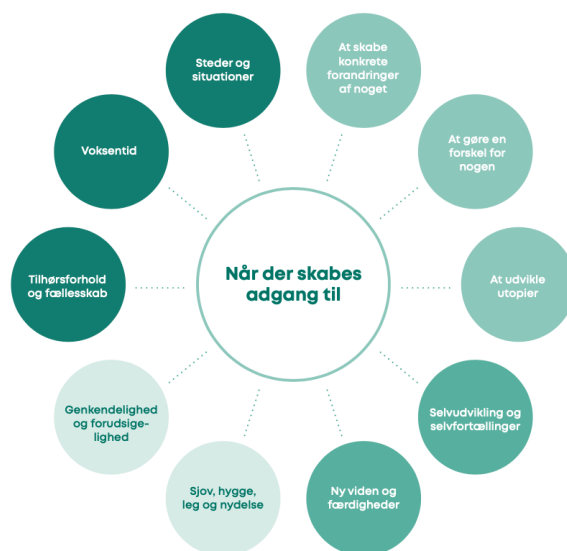 Når der skabes
adgang til
At skabe
konkrete
forandringer
af noget
At gøre en
forskel for
nogen
At udvikle
utopier
Selvudvikling og
selvfortællinger
Ny viden og
færdigheder
Sjov, hygge,
leg og nydelse
Genkendelighed
og forudsige-
lighed
Tilhørsforhold
og fællesskab
Voksentid
Steder og
situationer